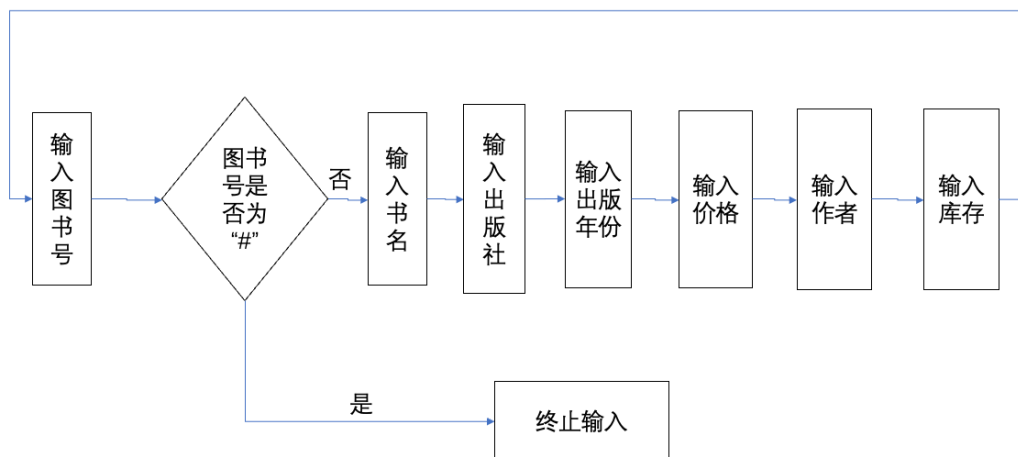 输
入
图
书
号
图书
号是
否为
“#”
否
输
入
书
名
输
入
出
版
社
输入
出版
年份
输入
价格
输入
作者
输入
库存
是
终止输入